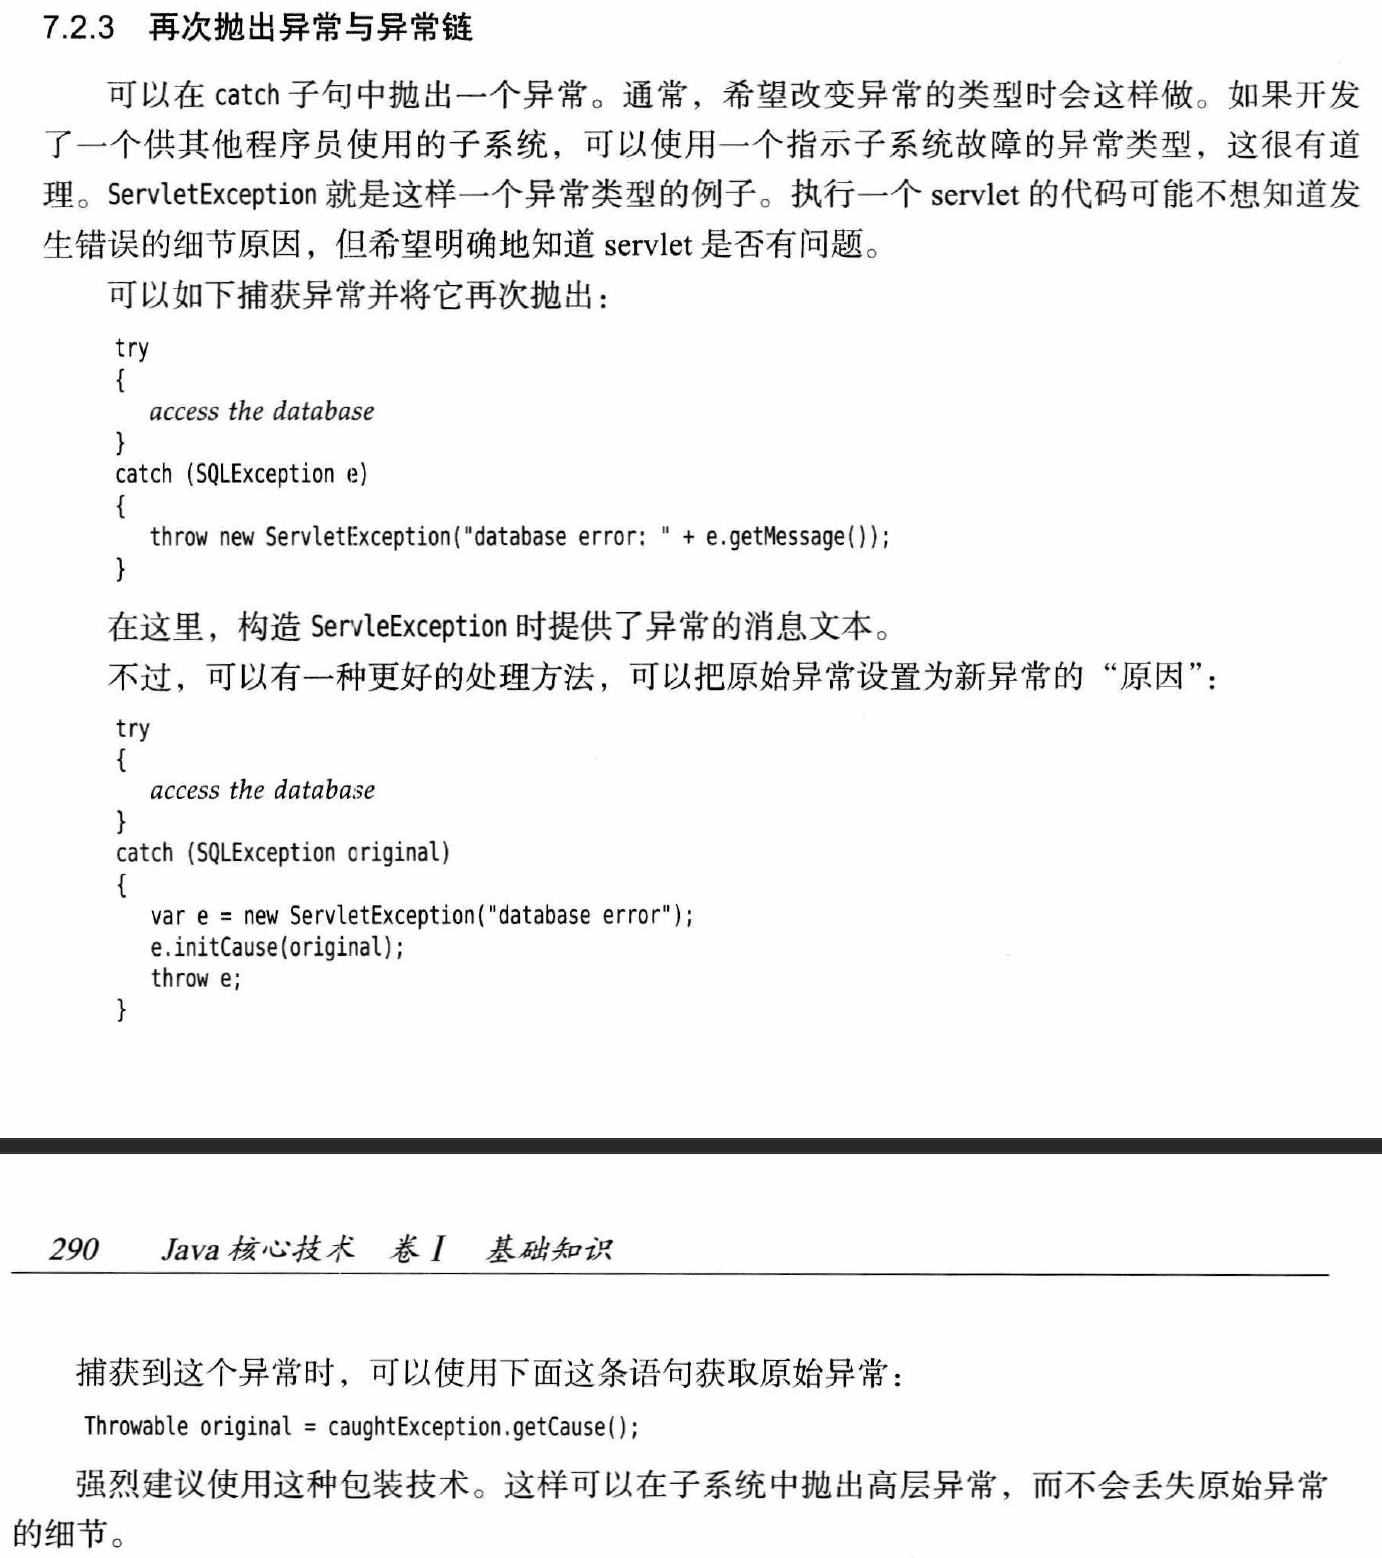 7.2.3 再次抛出异常与异常链
可以在 catch 子句中抛出一个异常。通常，希望改变异常的类型时会这样做。如果开发
了一个供其他程序员使用的子系统，可以使用一个指示子系统故障的异常类型，这很有道
理。ServletException 就是这样一个异常类型的例子。执行一个 servlet 的代码可能不想知道发
生错误的细节原因，但希望明确地知道 servlet 是否有问题。
可以如下捕获异常并将它再次抛出：
try
{
access the database
}
catch (SQLException e)
{
throw new ServletException("database error: " + e.getMessage());
}
在这里，构造 ServleException 时提供了异常的消息文本。
不过，可以有一种更好的处理方法，可以把原始异常设置为新异常的“原因”：
try
{
access the database
}
catch (SQLException original)
{
var e = new ServletException("database error");
e.initCause(original);
throw e;
}
290 Java 核心技术 卷 I 基础知识
捕获到这个异常时，可以使用下面这条语句获取原始异常：
Throwable original = caughtException.getCause();
强烈建议使用这种包装技术。这样可以在子系统中抛出高层异常，而不会丢失原始异常
的细节。